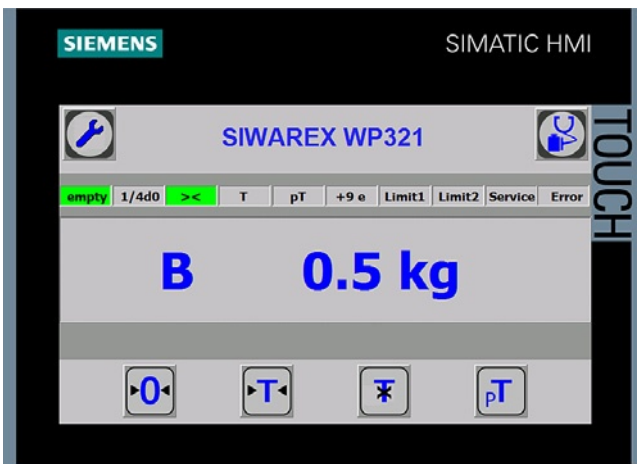 SIEMENS SIMATIC HMI
TOUCH
SIWAREX WP321
empty 1/4d0 >< T pT +9 e Limit1 Limit2 Service Error
B 0.5 kg
0 T T pT